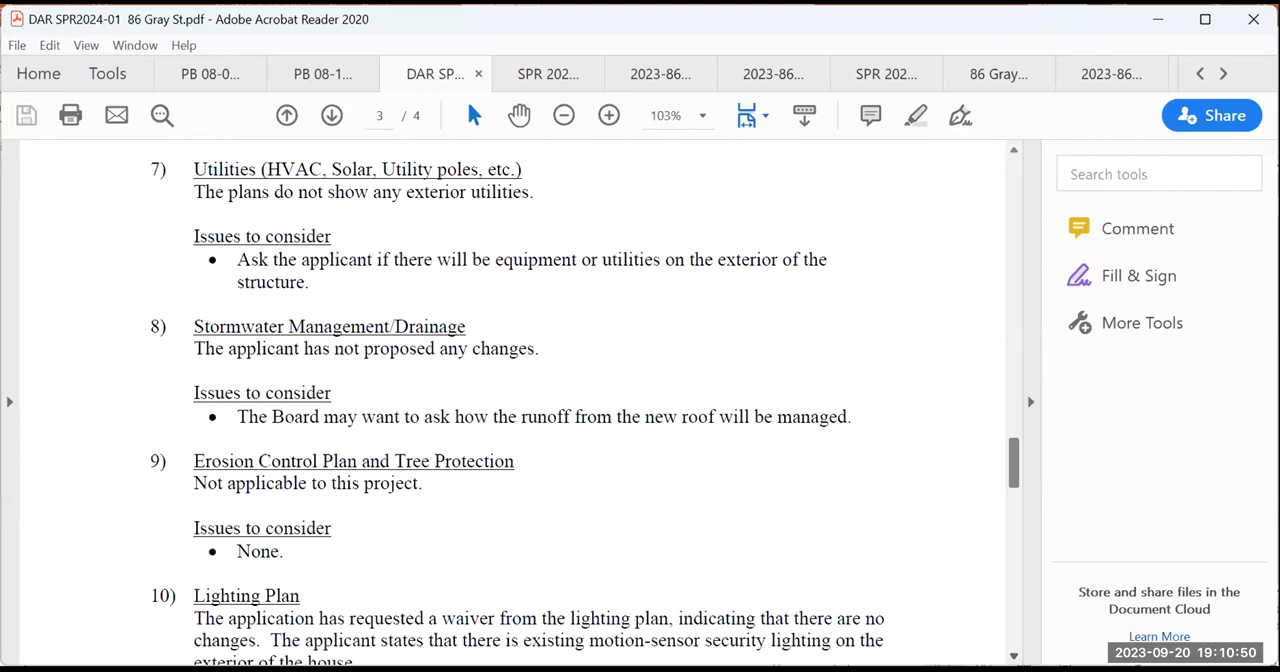 DAR SPR2024-01 86 Gray St.pdf - Adobe Acrobat Reader 2020
File Edit View Window Help
Home Tools PB 08-0... PB 08-1... DAR SP... × SPR 202... 2023-86... 2023-86... SPR 202... 86 Gray... 2023-86...
3 / 4 103% Share
7) Utilities (HVAC, Solar, Utility poles, etc.)
The plans do not show any exterior utilities.
Issues to consider
• Ask the applicant if there will be equipment or utilities on the exterior of the
structure.
8) Stormwater Management/Drainage
The applicant has not proposed any changes.
Issues to consider
• The Board may want to ask how the runoff from the new roof will be managed.
9) Erosion Control Plan and Tree Protection
Not applicable to this project.
Issues to consider
• None.
10) Lighting Plan
The application has requested a waiver from the lighting plan, indicating that there are no
changes. The applicant states that there is existing motion-sensor security lighting on the
exterior of the house
Search tools
Comment
Fill & Sign
More Tools
Store and share files in the
Document Cloud
Learn More
2023-09-20 19:10:50